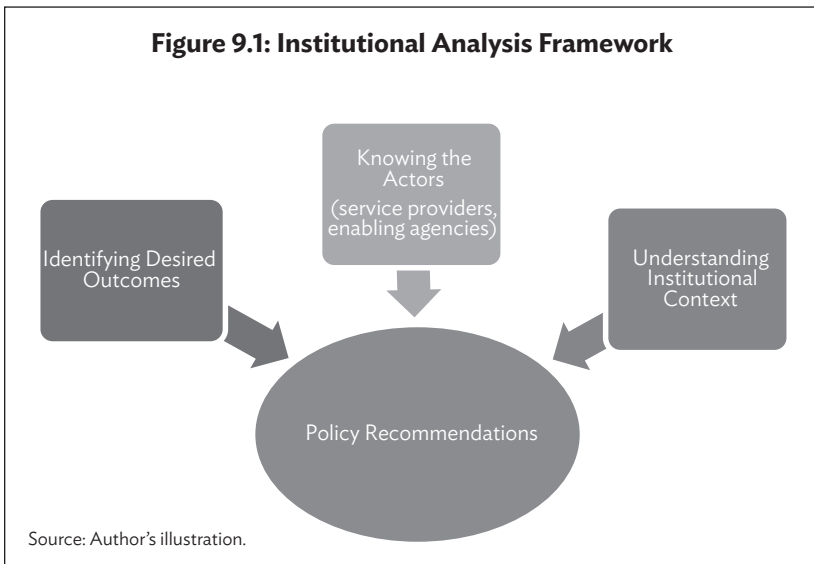 Figure 9.1: Institutional Analysis Framework
Knowing the
Actors
(service providers,
enabling agencies)
Identifying Desired
Outcomes
Understanding
Institutional
Context
Policy Recommendations
Source: Author’s illustration.